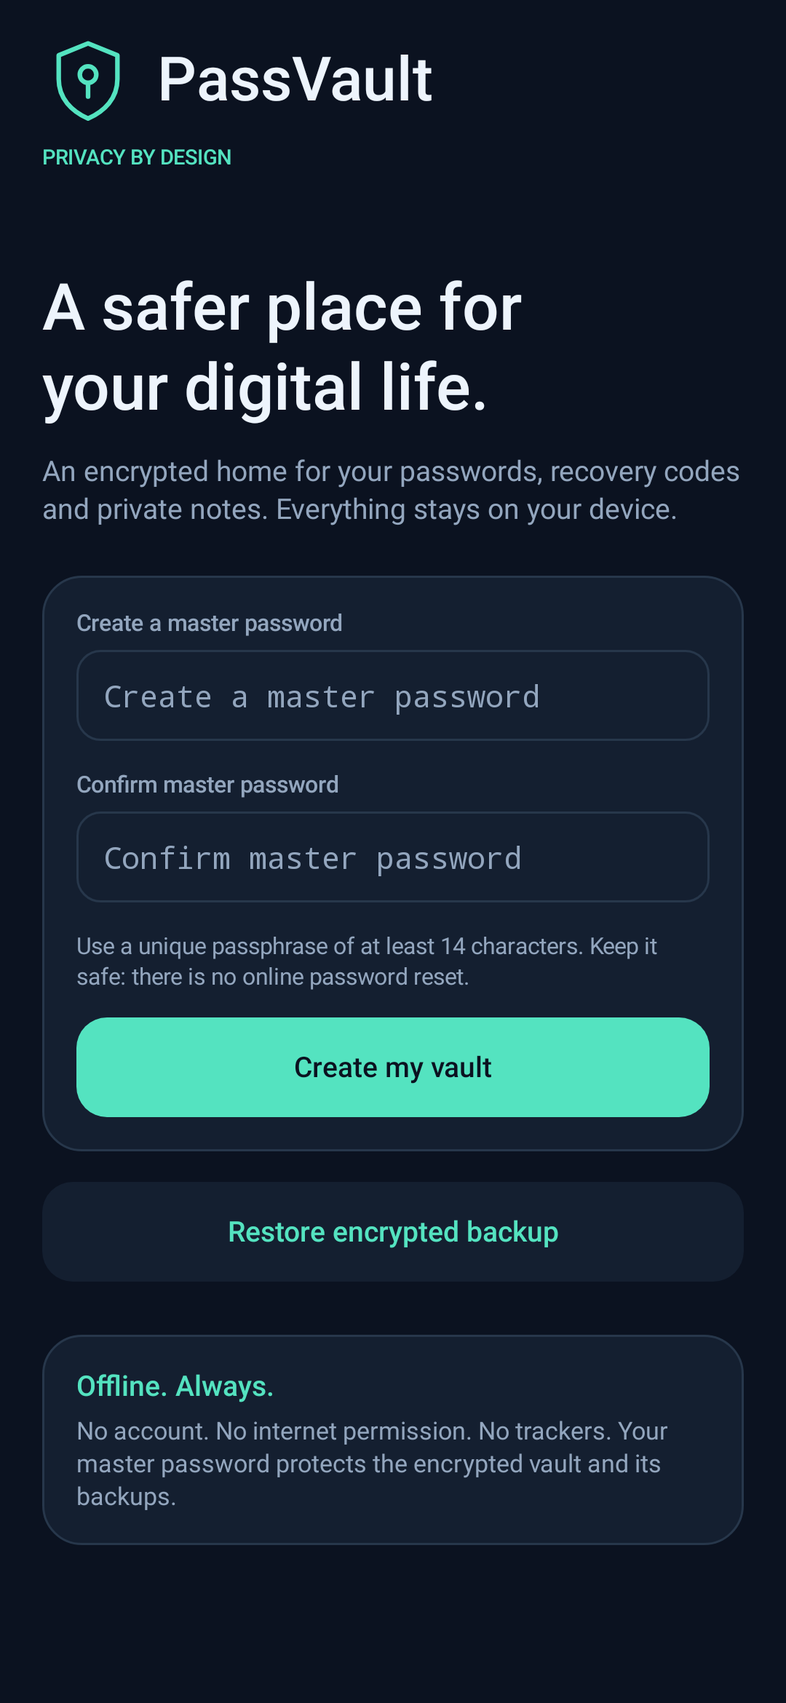 PassVault
PRIVACY BY DESIGN
A safer place for
your digital life.
An encrypted home for your passwords, recovery codes
and private notes. Everything stays on your device.
Create a master password
Create a master password
Confirm master password
Confirm master password
Use a unique passphrase of at least 14 characters. Keep it
safe: there is no online password reset.
Create my vault
Restore encrypted backup
Offline. Always.
No account. No internet permission. No trackers. Your
master password protects the encrypted vault and its
backups.